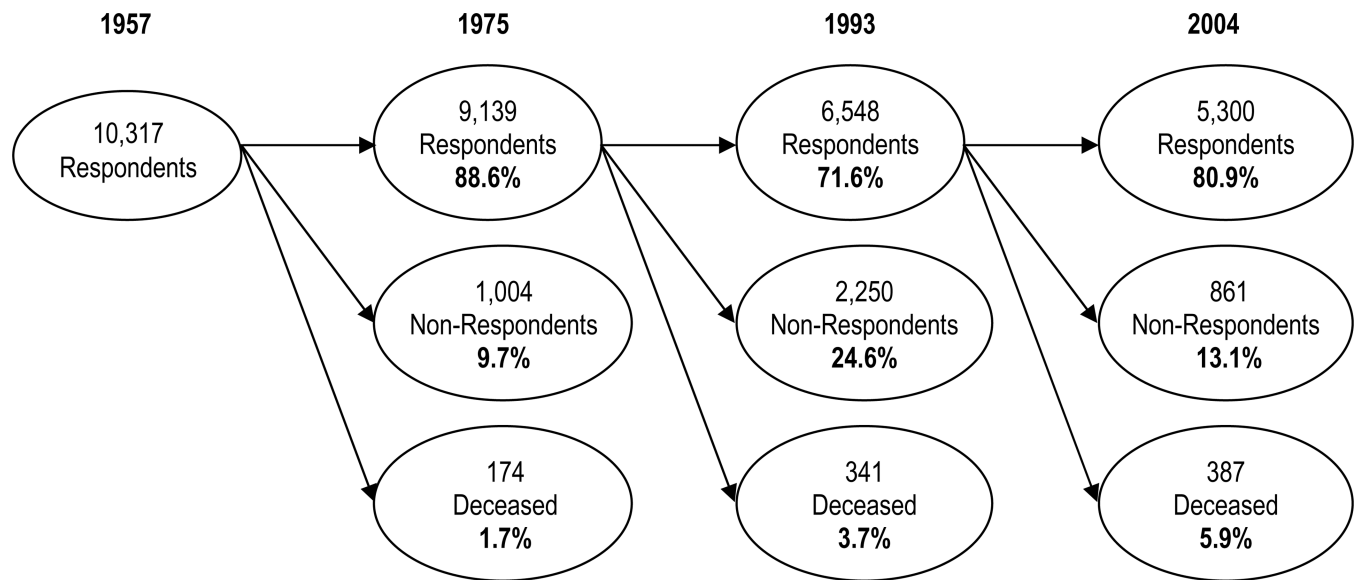 1957
1975
1993
2004
10,317
Respondents
9,139
Respondents
88.6%
6,548
Respondents
71.6%
5,300
Respondents
80.9%
1,004
Non-Respondents
9.7%
2,250
Non-Respondents
24.6%
861
Non-Respondents
13.1%
174
Deceased
1.7%
341
Deceased
3.7%
387
Deceased
5.9%